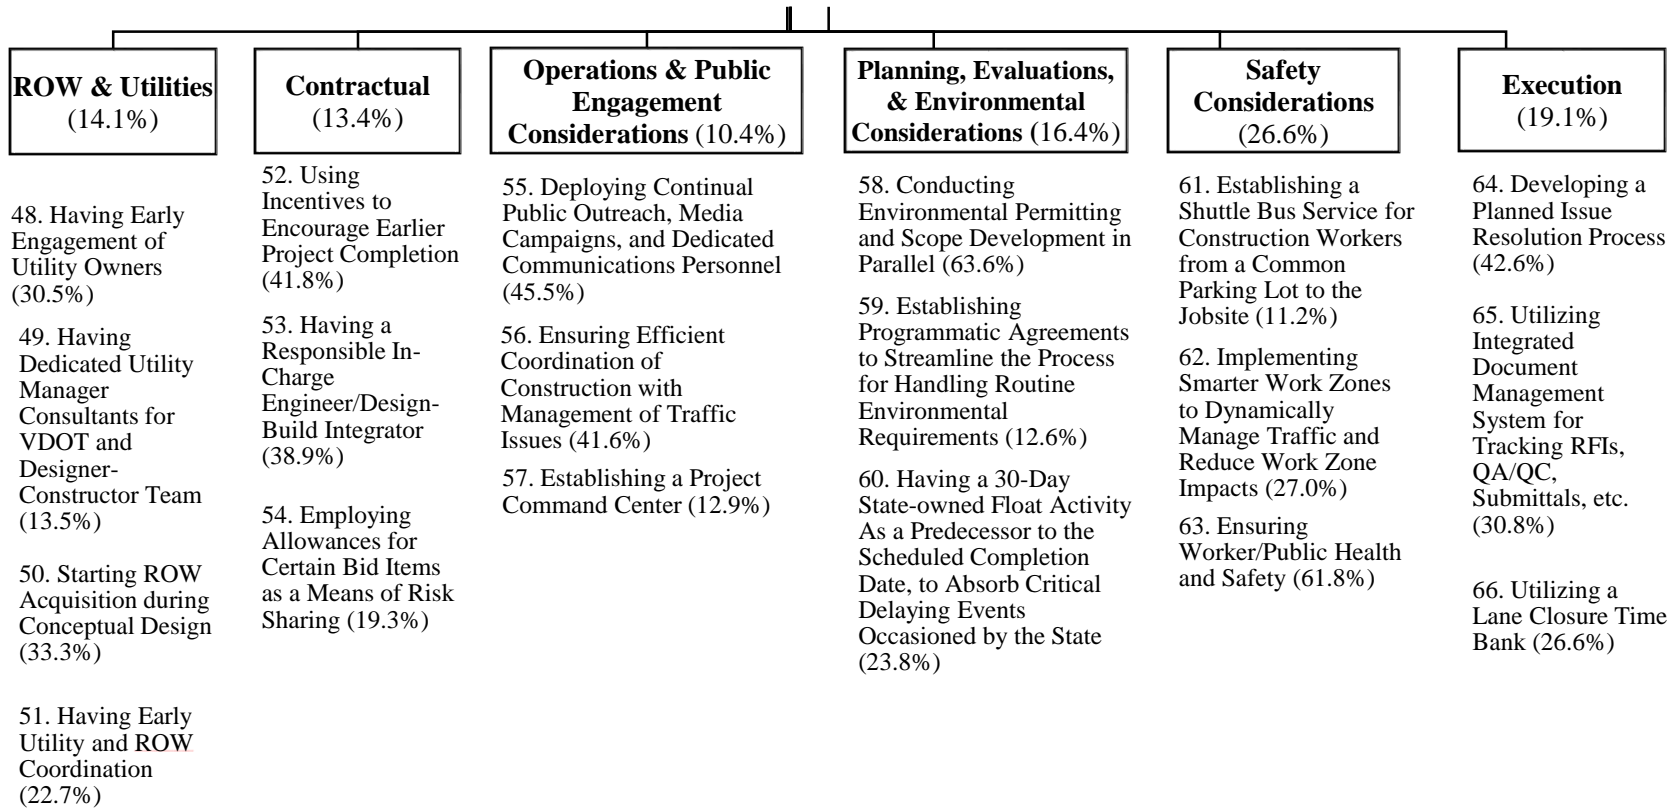 ROW & Utilities
(14.1%)
48. Having Early
Engagement of
Utility Owners
(30.5%)
49. Having
Dedicated Utility
Manager
Consultants for
VDOT and
Designer-
Constructor Team
(13.5%)
50. Starting ROW
Acquisition during
Conceptual Design
(33.3%)
51. Having Early
Utility and ROW
Coordination
(22.7%)
Contractual
(13.4%)
52. Using
Incentives to
Encourage Earlier
Project Completion
(41.8%)
53. Having a
Responsible In-
Charge
Engineer/Design-
Build Integrator
(38.9%)
54. Employing
Allowances for
Certain Bid Items
as a Means of Risk
Sharing (19.3%)
Operations & Public
Engagement
Considerations (10.4%)
55. Deploying Continual
Public Outreach, Media
Campaigns, and Dedicated
Communications Personnel
(45.5%)
56. Ensuring Efficient
Coordination of
Construction with
Management of Traffic
Issues (41.6%)
57. Establishing a Project
Command Center (12.9%)
Planning, Evaluations,
& Environmental
Considerations (16.4%)
58. Conducting
Environmental Permitting
and Scope Development in
Parallel (63.6%)
59. Establishing
Programmatic Agreements
to Streamline the Process
for Handling Routine
Environmental
Requirements (12.6%)
60. Having a 30-Day
State-owned Float Activity
As a Predecessor to the
Scheduled Completion
Date, to Absorb Critical
Delaying Events
Occasioned by the State
(23.8%)
Safety
Considerations
(26.6%)
61. Establishing a
Shuttle Bus Service for
Construction Workers
from a Common
Parking Lot to the
Jobsite (11.2%)
62. Implementing
Smarter Work Zones
to Dynamically
Manage Traffic and
Reduce Work Zone
Impacts (27.0%)
63. Ensuring
Worker/Public Health
and Safety (61.8%)
Execution
(19.1%)
64. Developing a
Planned Issue
Resolution Process
(42.6%)
65. Utilizing
Integrated
Document
Management
System for
Tracking RFIs,
QA/QC,
Submittals, etc.
(30.8%)
66. Utilizing a
Lane Closure Time
Bank (26.6%)